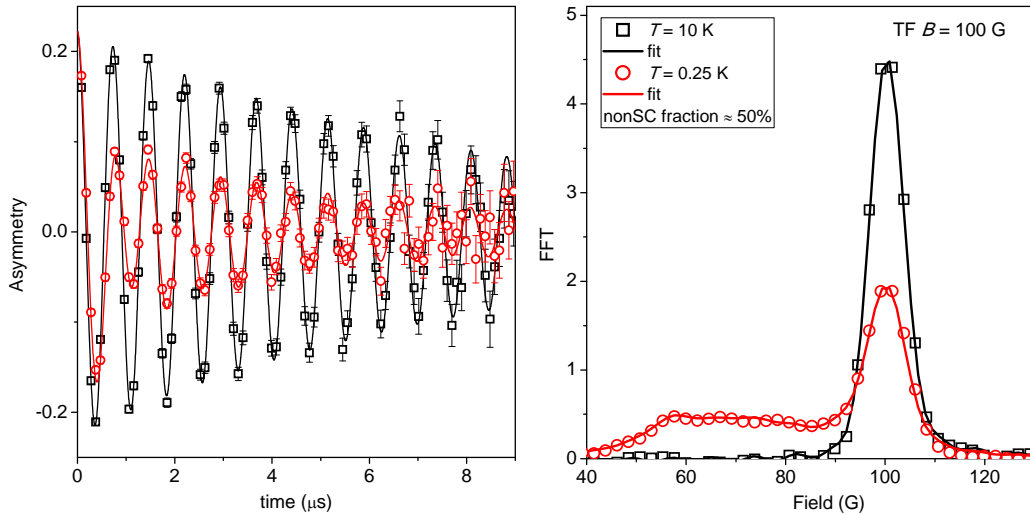 0.2
0.0
-0.2
Asymmetry
0 2 4 6 8
time (μs)
5
4
3
2
1
0
FFT
T = 10 K
fit
T = 0.25 K
fit
nonSC fraction ≈ 50%
TF B = 100 G
40 60 80 100 120
Field (G)